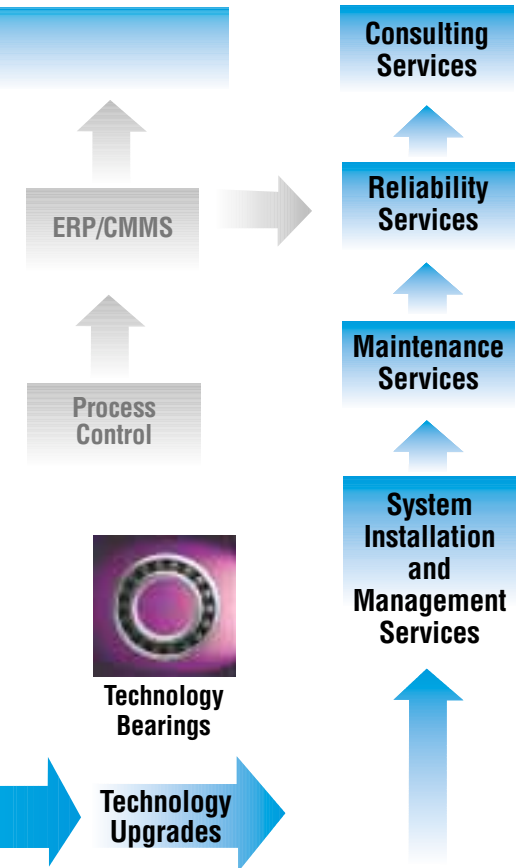 Consulting
Services
Reliability
Services
ERP/CMMS
Maintenance
Services
Process
Control
System
Installation
and
Management
Services
Technology
Bearings
Technology
Upgrades